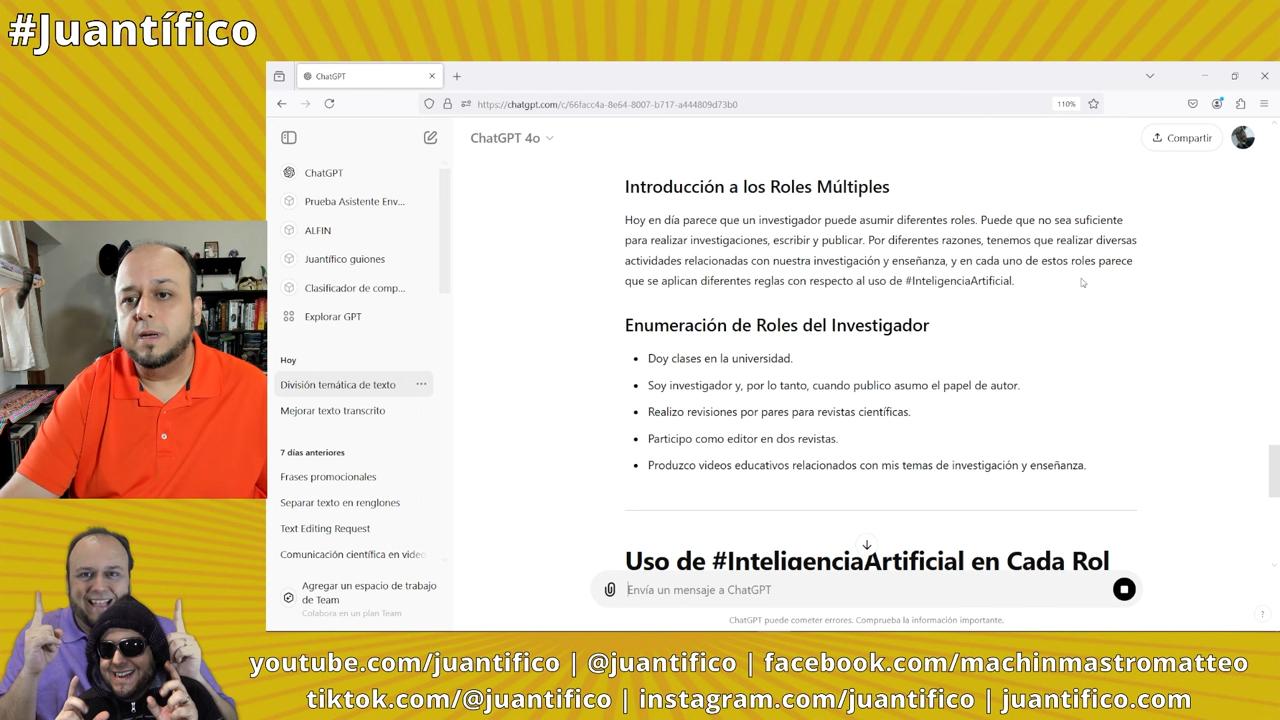 #Juantífico
ChatGPT
https://chatgpt.com/c/66facc4a-8e64-8007-b717-a444809d73b0
110%
ChatGPT 4o
Compartir
ChatGPT
Prueba Asistente Env...
ALFIN
Juantífico guiones
Clasificador de comp...
Explorar GPT
Hoy
División temática de texto
Mejorar texto transcrito
7 días anteriores
Frases promocionales
Separar texto en renglones
Text Editing Request
Comunicación científica en video
Agregar un espacio de trabajo
de Team
Colabora en un plan Team
Introducción a los Roles Múltiples
Hoy en día parece que un investigador puede asumir diferentes roles. Puede que no sea suficiente
para realizar investigaciones, escribir y publicar. Por diferentes razones, tenemos que realizar diversas
actividades relacionadas con nuestra investigación y enseñanza, y en cada uno de estos roles parece
que se aplican diferentes reglas con respecto al uso de #InteligenciaArtificial.
Enumeración de Roles del Investigador
• Doy clases en la universidad.
• Soy investigador y, por lo tanto, cuando publico asumo el papel de autor.
• Realizo revisiones por pares para revistas científicas.
• Participo como editor en dos revistas.
• Produzco videos educativos relacionados con mis temas de investigación y enseñanza.
Uso de #InteligenciaArtificial en Cada Rol
Envía un mensaje a ChatGPT
ChatGPT puede cometer errores. Comprueba la información importante.
?
youtube.com/juantifico | @juantifico | facebook.com/machinmastromatteo
tiktok.com/@juantifico | instagram.com/juantifico | juantifico.com